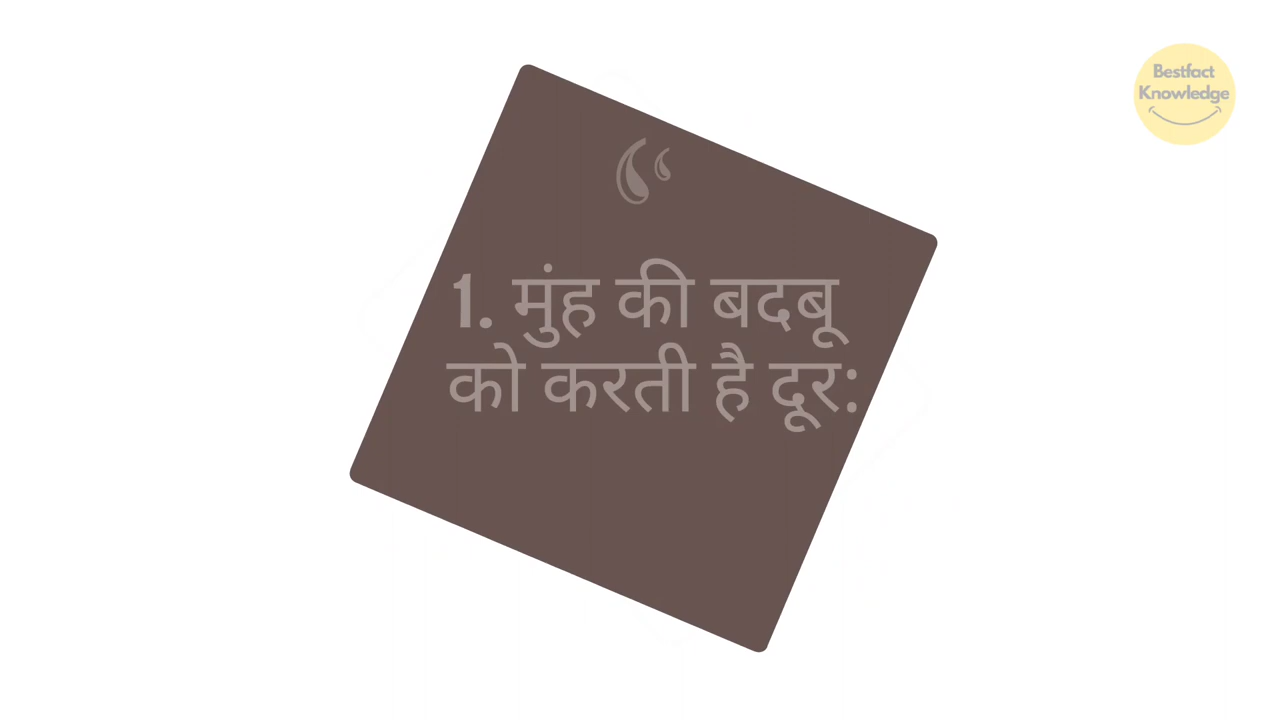 Bestfact
Knowledge
“
1. मुंह की बदबू
को करती है दूर: